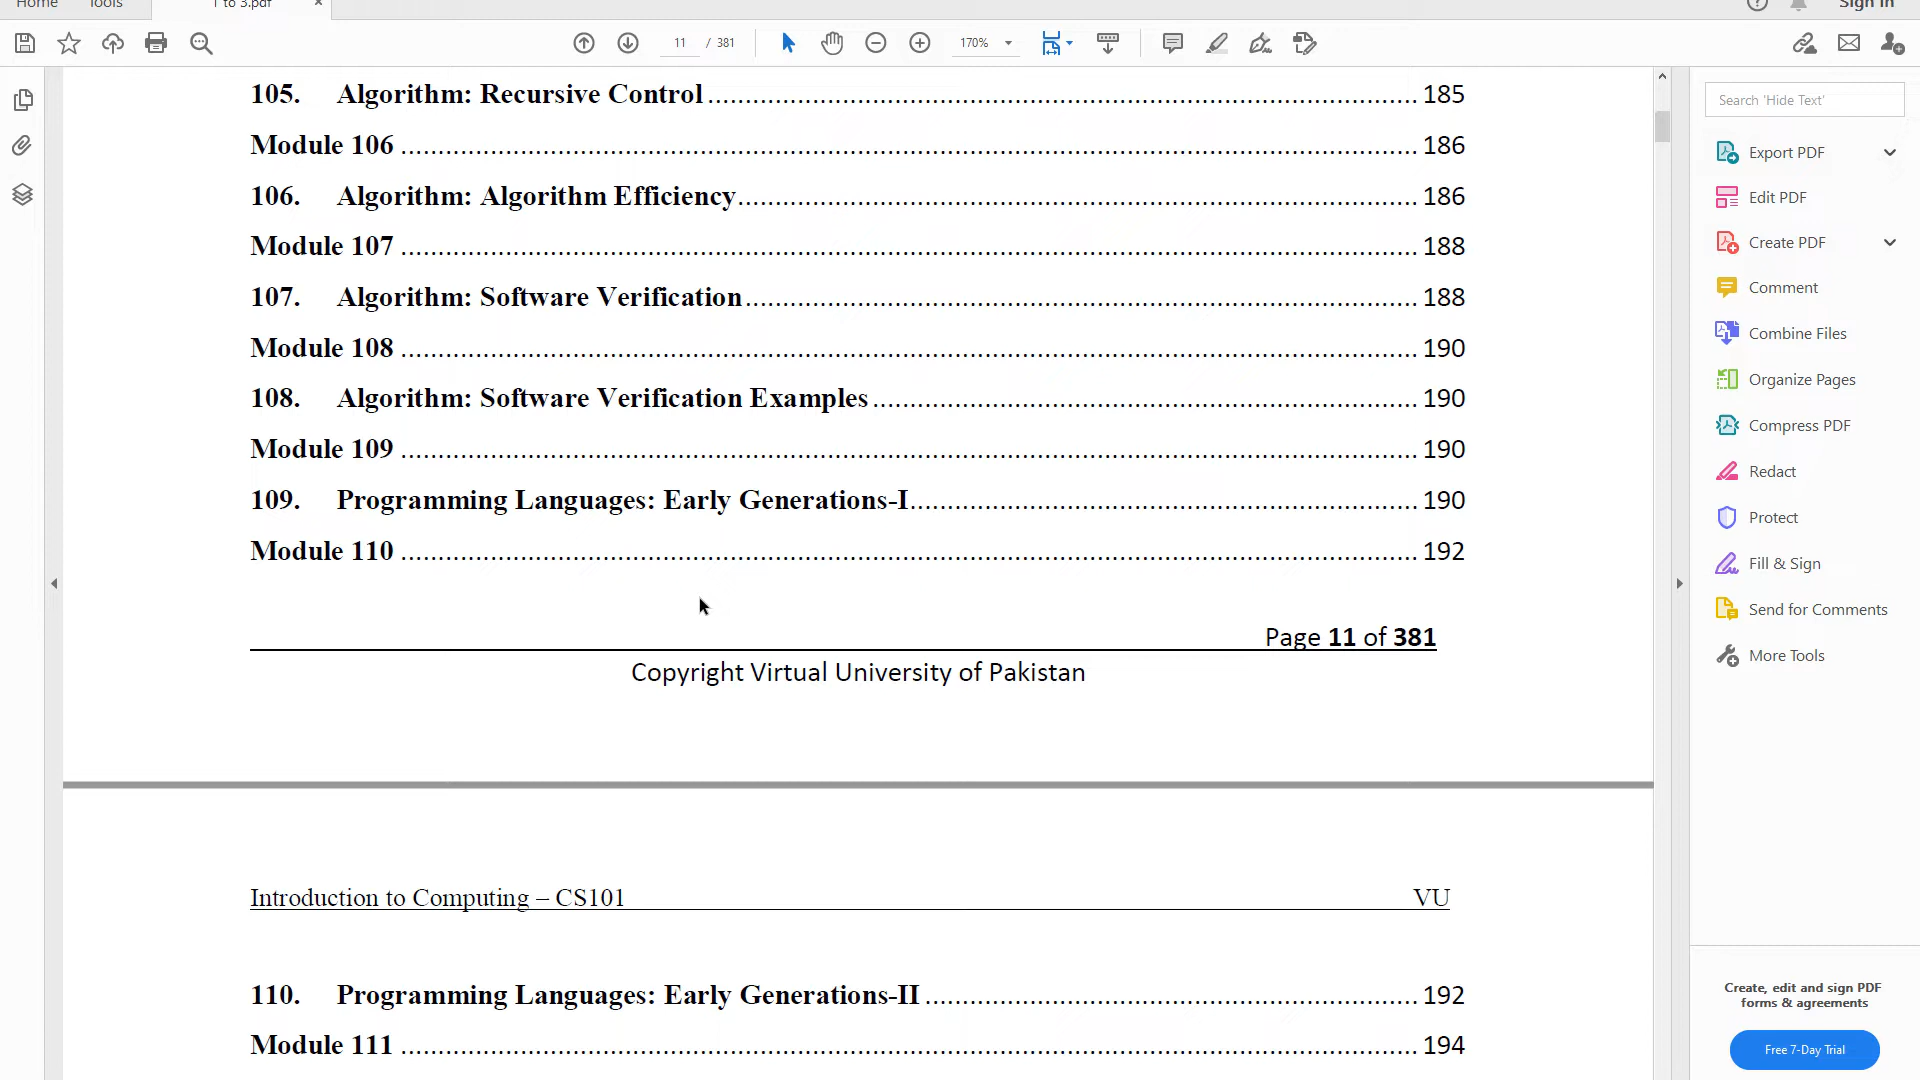 Home Tools 1 to 3.pdf × Sign In
11 / 381 170%
105. Algorithm: Recursive Control 185
Module 106 186
106. Algorithm: Algorithm Efficiency 186
Module 107 188
107. Algorithm: Software Verification 188
Module 108 190
108. Algorithm: Software Verification Examples 190
Module 109 190
109. Programming Languages: Early Generations-I 190
Module 110 192
Page 11 of 381
Copyright Virtual University of Pakistan
Introduction to Computing – CS101 VU
110. Programming Languages: Early Generations-II 192
Module 111 194
Search 'Hide Text'
Export PDF
Edit PDF
Create PDF
Comment
Combine Files
Organize Pages
Compress PDF
Redact
Protect
Fill & Sign
Send for Comments
More Tools
Create, edit and sign PDF
forms & agreements
Free 7-Day Trial